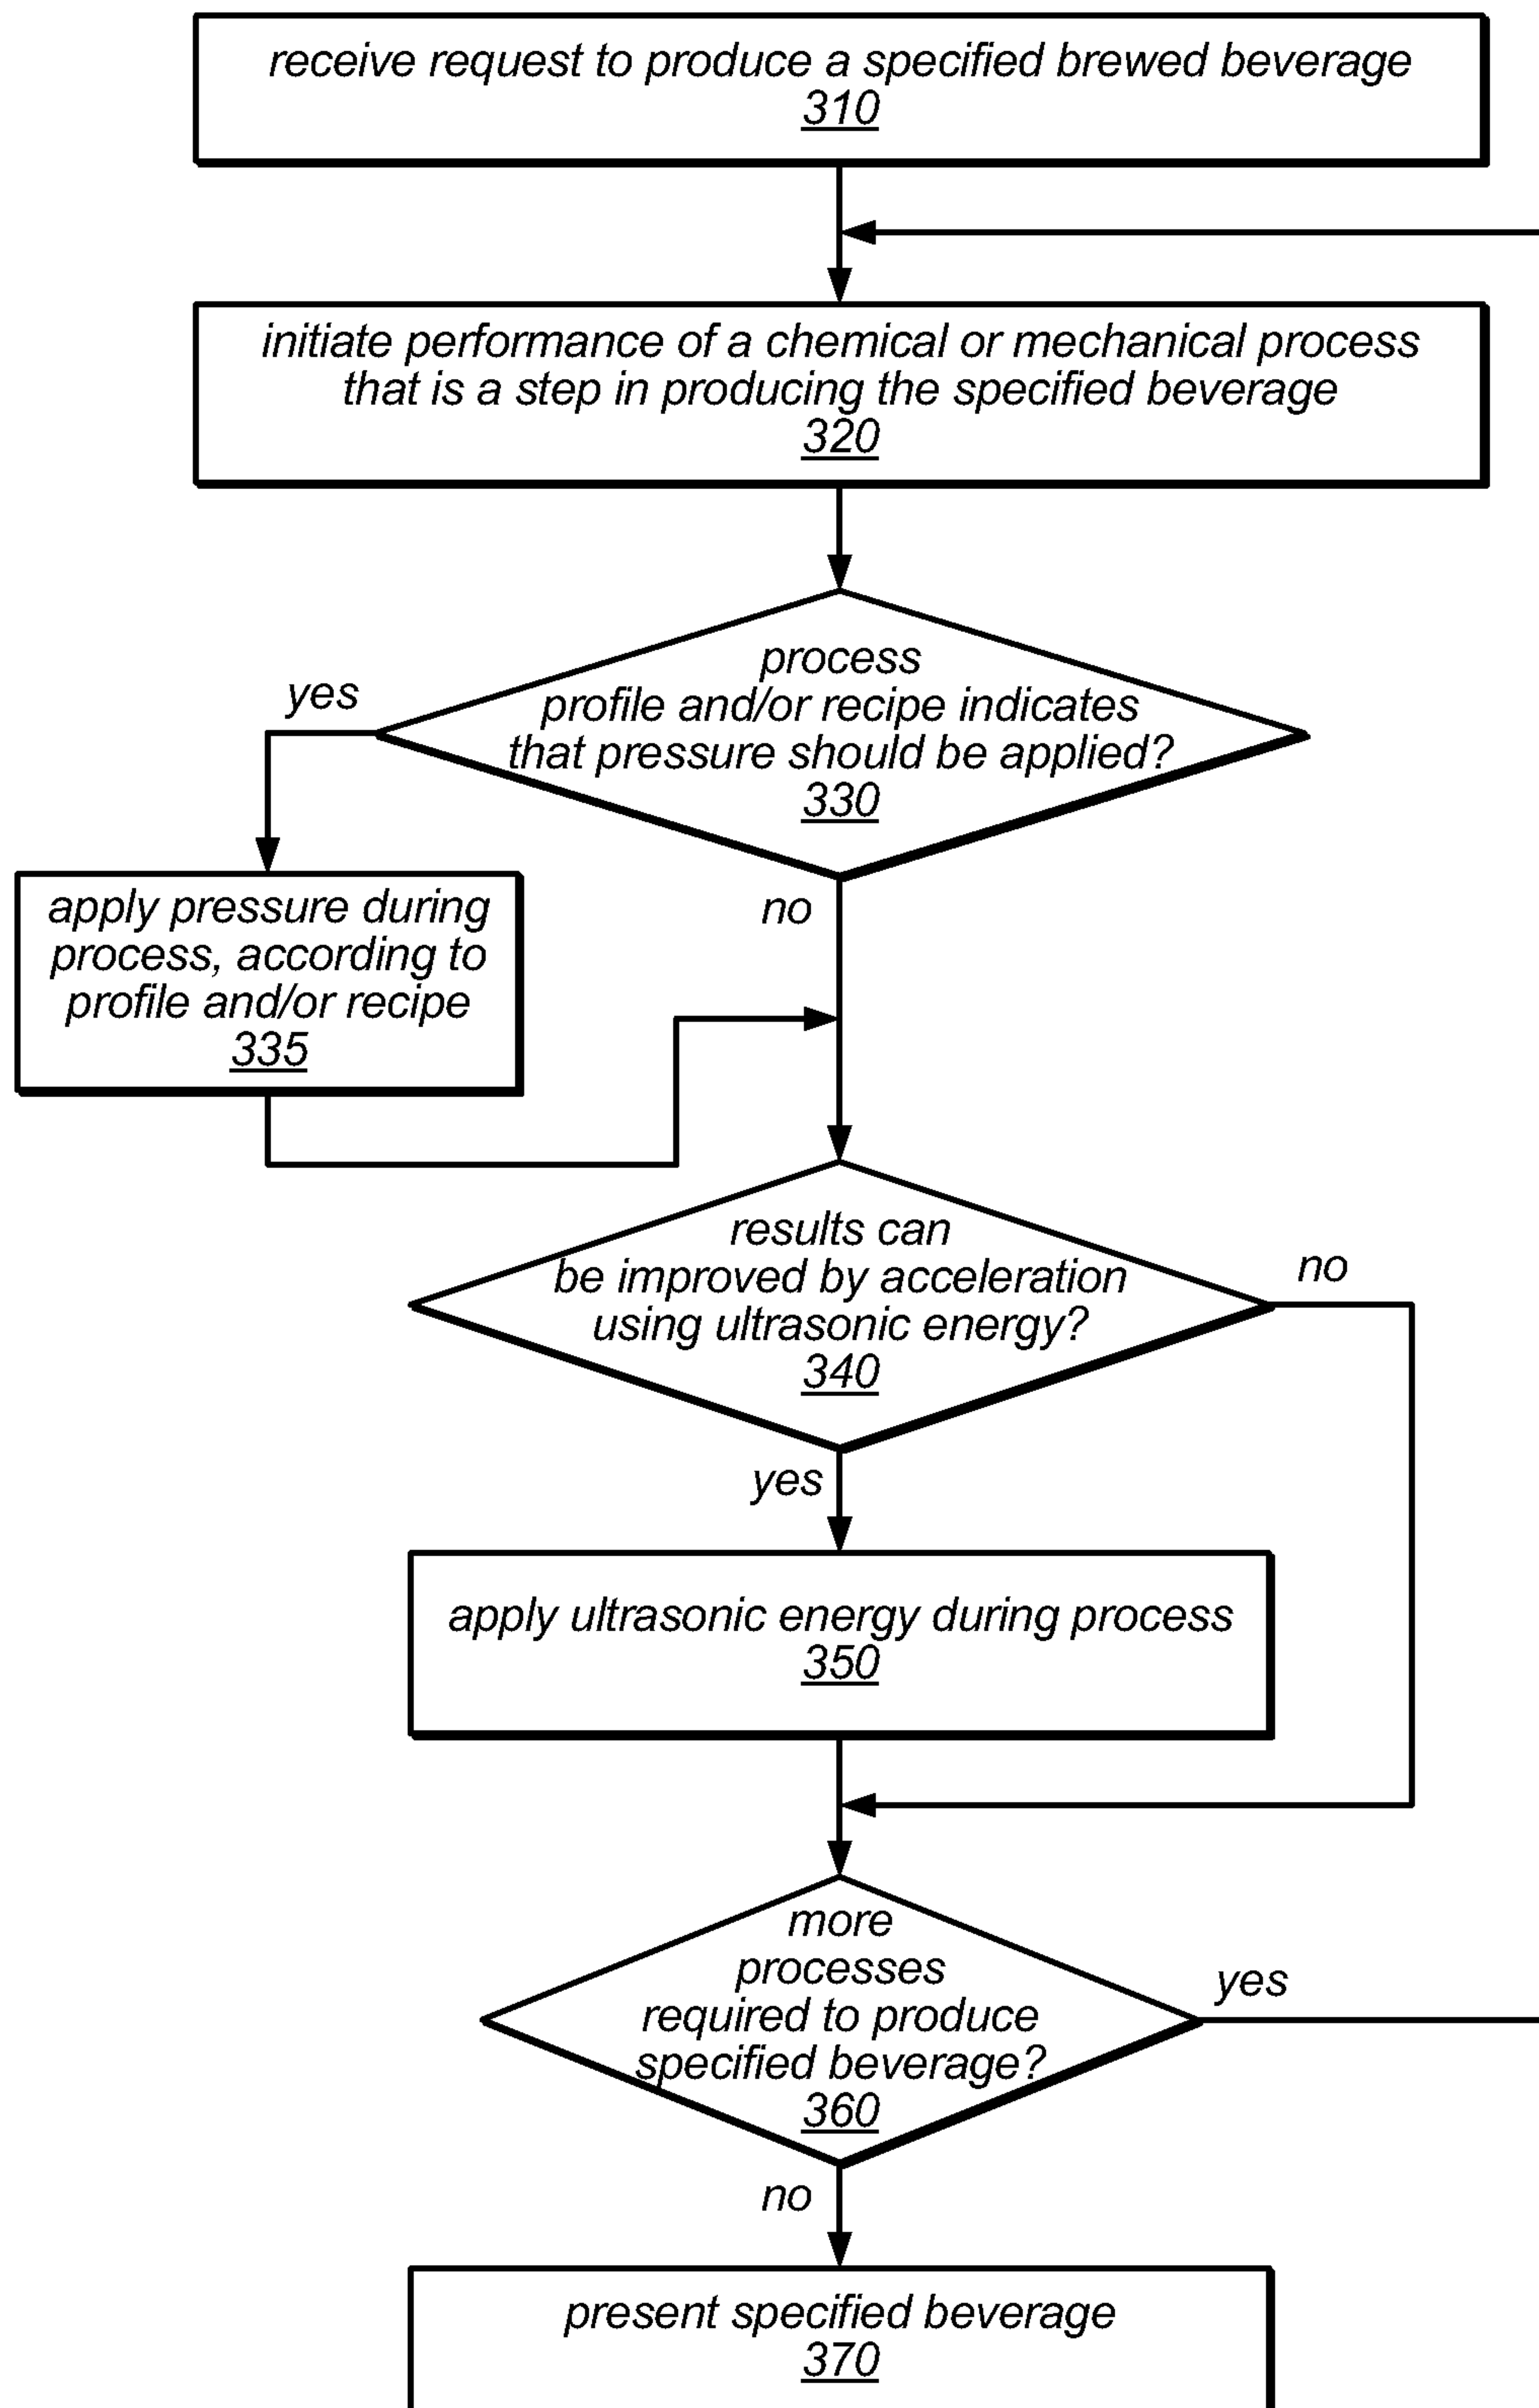 receive request to produce a specified brewed beverage
310
initiate performance of a chemical or mechanical process
that is a step in producing the specified beverage
320
process
profile and/or recipe indicates
that pressure should be applied?
330
yes
no
apply pressure during
process, according to
profile and/or recipe
335
results can
be improved by acceleration
using ultrasonic energy?
340
no
yes
apply ultrasonic energy during process
350
more
processes
required to produce
specified beverage?
360
yes
no
present specified beverage
370